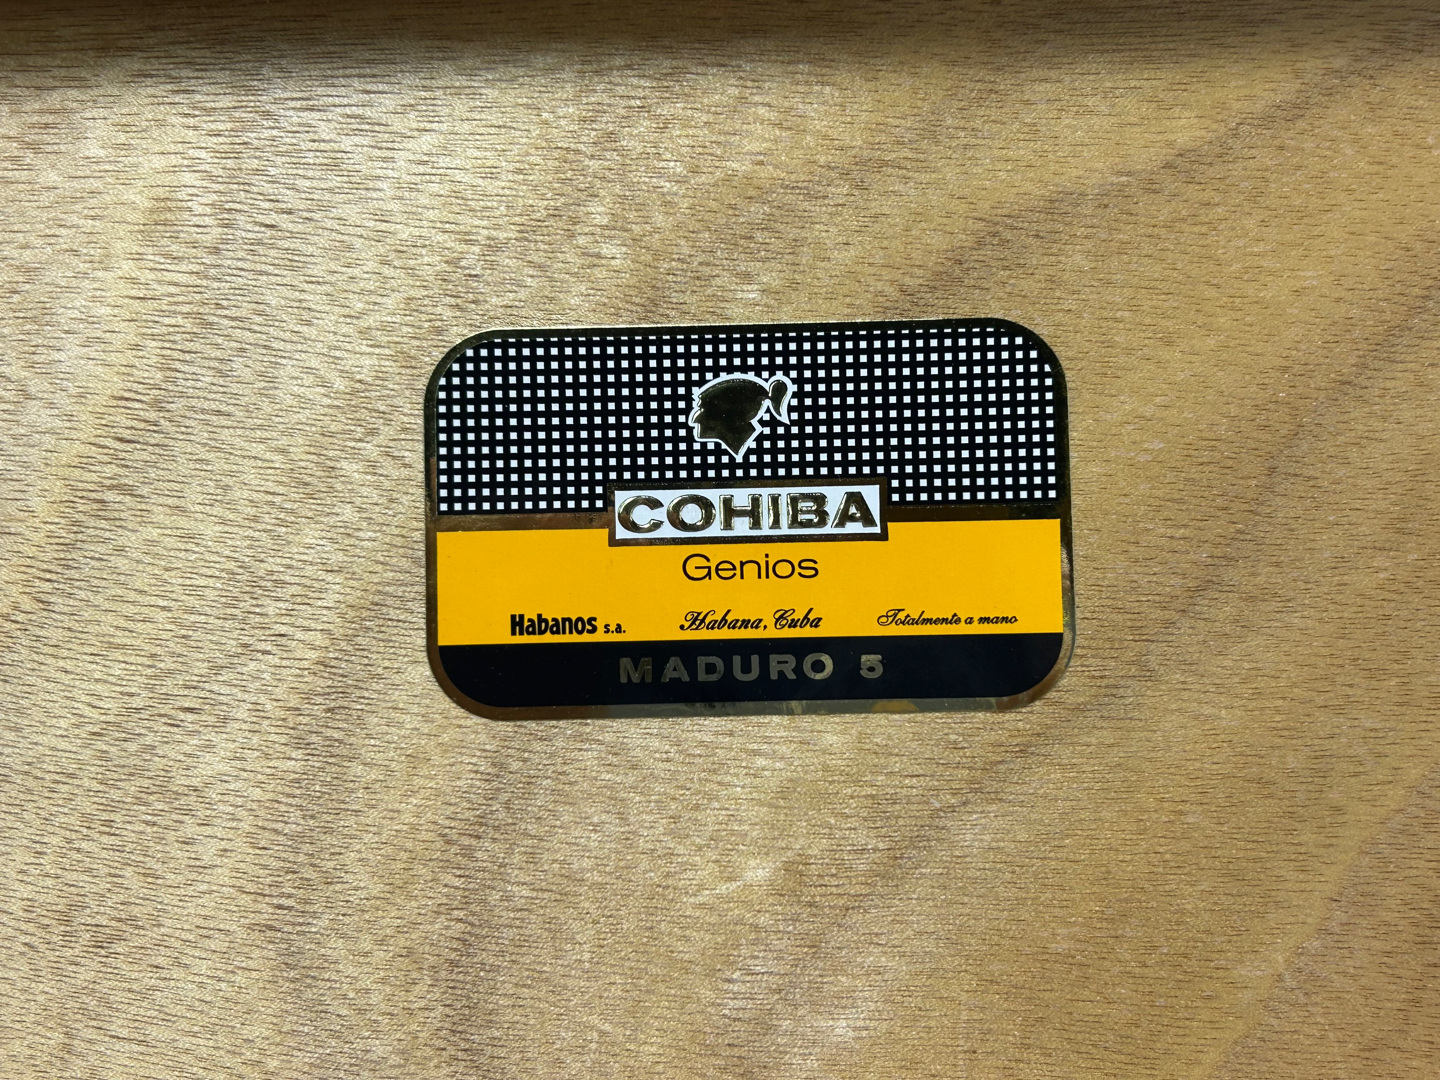 COHIBA
Genios
Habanos s.a. Habana, Cuba Totalmente a mano
MADURO 5